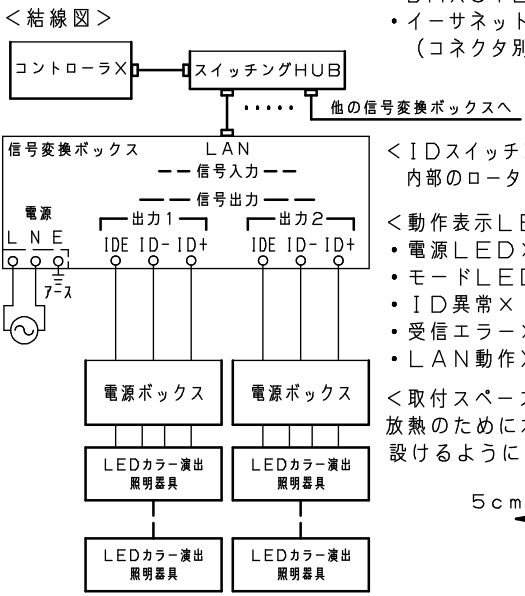 ＜結線図＞
コントローラX
スイッチングHUB
他の信号変換ボックスへ
信号変換ボックス
LAN
信号入力
信号出力
電源
L N E
アース
出力1
IDE ID- ID+
出力2
IDE ID- ID+
電源ボックス
電源ボックス
LEDカラー演出
照明器具
LEDカラー演出
照明器具
LEDカラー演出
照明器具
LEDカラー演出
照明器具
・イーサネット
（コネクタ別
＜IDスイッチ
内部のロータ
＜動作表示LE
・電源LED×
・モードLED
・ID異常×
・受信エラー×
・LAN動作×
＜取付スペース
放熱のために
設けるように
5cm